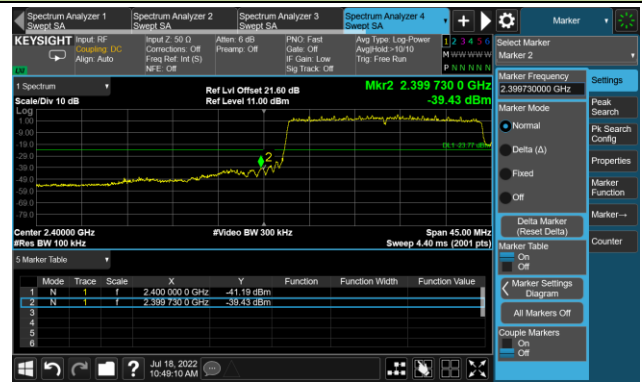 Spectrum Analyzer 1
Swept SA
Spectrum Analyzer 2
Swept SA
Spectrum Analyzer 3
Swept SA
Spectrum Analyzer 4
Swept SA
Marker
KEYSIGHT
Input: RF
Coupling: DC
Align: Auto
Input Z: 50 Ω
Corrections: Off
Freq Ref: Int (S)
NFE: Off
Atten: 6 dB
Preamp: Off
PNO: Fast
Gate: Off
IF Gain: Low
Sig Track: Off
Avg Type: Log-Power
Avg|Hold:>10/10
Trig: Free Run
1 2 3 4 5 6
M W W W W W
P N N N N N
LW
Select Marker
Marker 2
1 Spectrum
Scale/Div 10 dB
Ref Lvl Offset 21.60 dB
Ref Level 11.00 dBm
Mkr2 2.399 730 0 GHz
-39.43 dBm
Log
1.00
-9.00
-19.0
-29.0
-39.0
-49.0
-59.0
-69.0
-79.0
2
DL1 -23.77 dBm
Center 2.40000 GHz
#Res BW 100 kHz
#Video BW 300 kHz
Span 45.00 MHz
Sweep 4.40 ms (2001 pts)
5 Marker Table
Mode Trace Scale X Y Function Function Width Function Value
1 N 1 f 2.400 000 0 GHz -41.19 dBm
2 N 1 f 2.399 730 0 GHz -39.43 dBm
3
4
5
6
Marker Frequency
2.399730000 GHz
Marker Mode
Normal
Delta (Δ)
Fixed
Off
Delta Marker
(Reset Delta)
Marker Table
On
Off
Marker Settings
Diagram
All Markers Off
Couple Markers
On
Off
Settings
Peak
Search
Pk Search
Config
Properties
Marker
Function
Marker→
Counter
?
Jul 18, 2022
10:49:10 AM